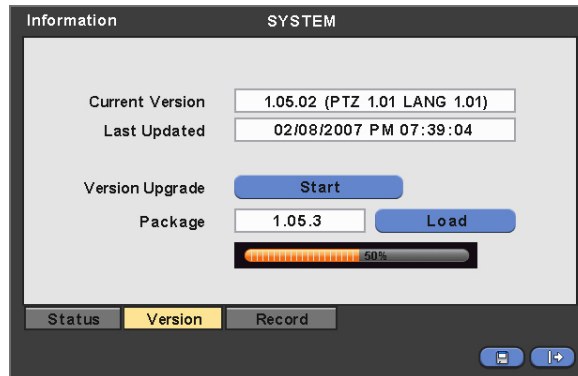 Information SYSTEM
Current Version 1.05.02 (PTZ 1.01 LANG 1.01)
Last Updated 02/08/2007 PM 07:39:04
Version Upgrade Start
Package 1.05.3 Load
50%
Status Version Record